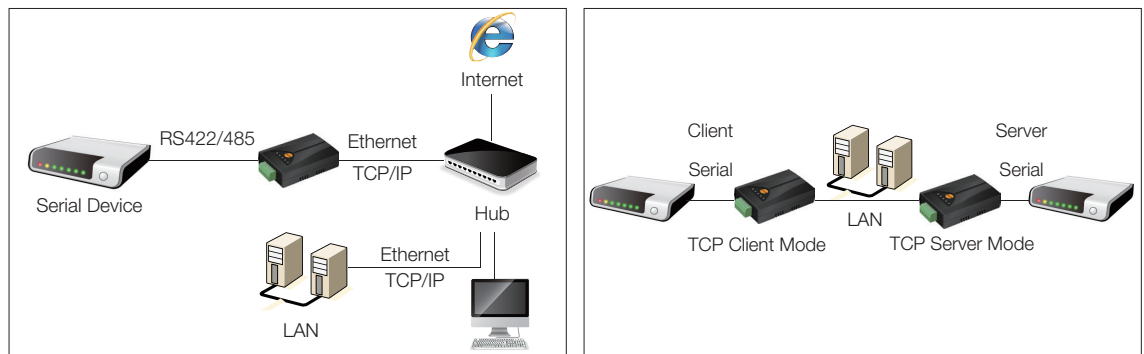 Internet
RS422/485
Ethernet
TCP/IP
Serial Device
Hub
Ethernet
TCP/IP
LAN
Client
Server
Serial
Serial
LAN
TCP Client Mode
TCP Server Mode